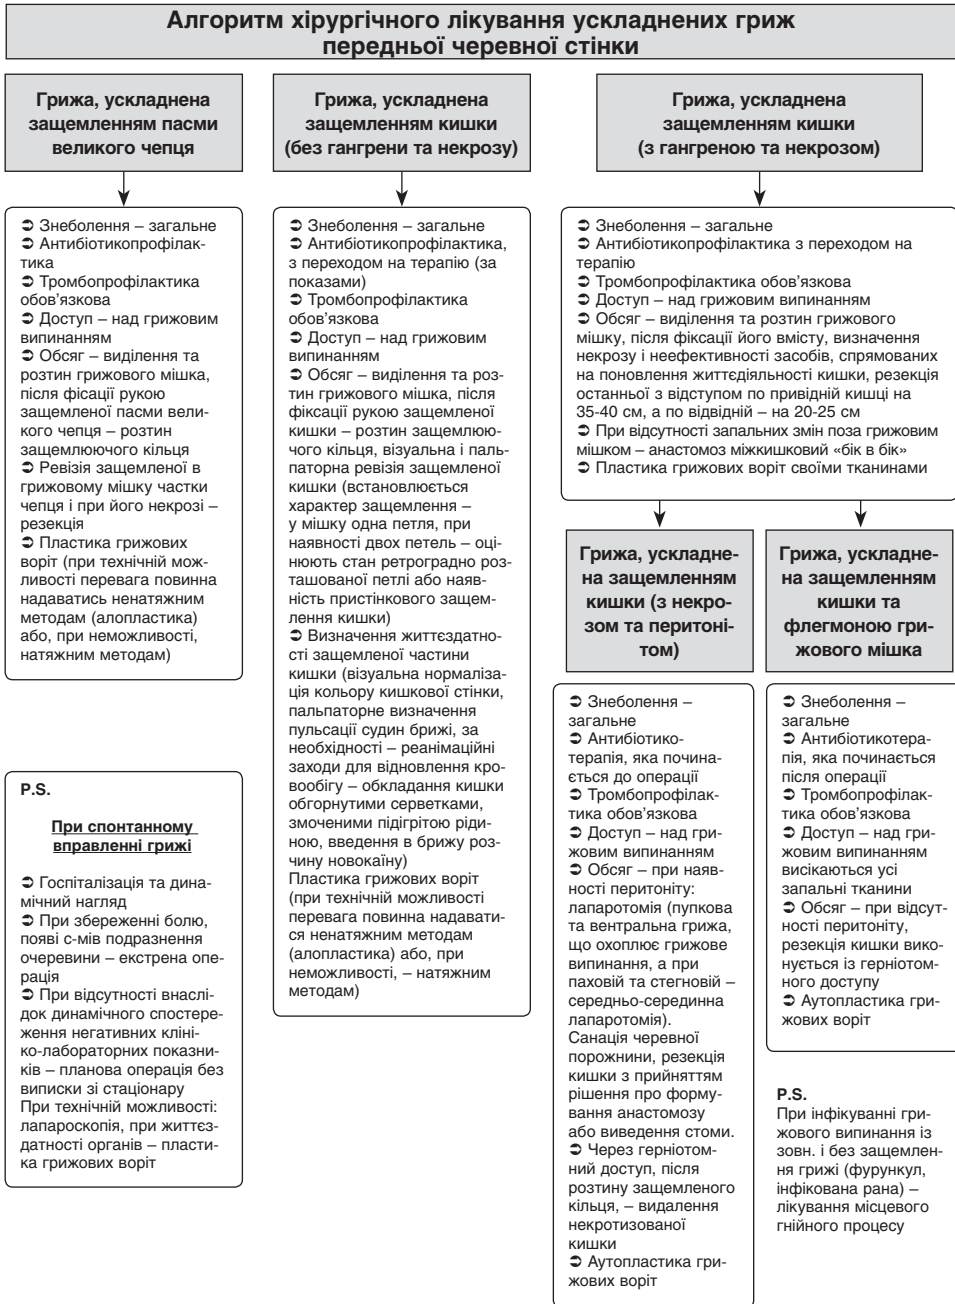 Алгоритм хірургічного лікування ускладнених гриж
передньої черевної стінки
Грижа, ускладнена
защемленням пасми
великого чепця
➲ Знеболення – загальне
➲ Антибіотикопрофілак-
тика
➲ Тромбопрофілактика
обов'язкова
➲ Доступ – над грижовим
випинанням
➲ Обсяг – виділення та
розтин грижового мішка,
після фісації рукою
защемленої пасми вели-
кого чепця – розтин
защемлюючого кільця
➲ Ревізія защемленої в
грижовому мішку частки
чепця і при його некрозі –
резекція
➲ Пластика грижових
воріт (при технічній мож-
ливості перевага повинна
надаватись ненатяжним
методам (алопластика)
або, при неможливості,
натяжним методам)
P.S.
При спонтанному
вправленні грижі
➲ Госпіталізація та дина-
мічний нагляд
➲ При збереженні болю,
появі с-мів подразнення
очеревини – екстрена опе-
рація
➲ При відсутності внаслі-
док динамічного спостере-
ження негативних кліні-
ко-лабораторних показни-
ків – планова операція без
виписки зі стаціонару
При технічній можливості:
лапароскопія, при життєз-
датності органів – пласти-
ка грижових воріт
Грижа, ускладнена
защемленням кишки
(без гангрени та некрозу)
➲ Знеболення – загальне
➲ Антибіотикопрофілактика,
з переходом на терапію (за
показами)
➲ Тромбопрофілактика
обов'язкова
➲ Доступ – над грижовим
випинанням
➲ Обсяг – виділення та роз-
тин грижового мішка, після
фіксації рукою защемленої
кишки – розтин защемлюю-
чого кільця, візуальна і паль-
паторна ревізія защемленої
кишки (встановлюється
характер защемлення –
у мішку одна петля, при
наявності двох петель – оці-
нюють стан ретроградно роз-
ташованої петлі або наяв-
ність пристінкового защем-
лення кишки)
➲ Визначення життєздатно-
сті защемленої частини
кишки (візуальна нормаліза-
ція кольору кишкової стінки,
пальпаторне визначення
пульсації судин брижі, за
необхідності – реанімаційні
заходи для відновлення кро-
вообігу – обкладання кишки
обгорнутими серветками,
змоченими підігрітою ріди-
ною, введення в брижу роз-
чину новокаїну)
Пластика грижових воріт
(при технічній можливості
перевага повинна надавати-
ся ненатяжним методам
(алопластика) або, при
неможливості, – натяжним
методам)
Грижа, ускладнена
защемленням кишки
(з гангреною та некрозом)
➲ Знеболення – загальне
➲ Антибіотикопрофілактика з переходом на
терапію
➲ Тромбопрофілактика обов'язкова
➲ Доступ – над грижовим випинанням
➲ Обсяг – виділення та розтин грижового
мішку, після фіксації його вмісту, визначення
некрозу і неефективності засобів, спрямованих
на поновлення життєдіяльності кишки, резекція
останньої з відступом по привідній кишці на
35-40 см, а по відвідній – на 20-25 см
➲ При відсутності запальних змін поза грижовим
мішком – анастомоз міжкишковий «бік в бік»
➲ Пластика грижових воріт своїми тканинами
Грижа, ускладне-
на защемленням
кишки (з некро-
зом та перитоні-
том)
➲ Знеболення –
загальне
➲ Антибіотико-
терапія, яка почина-
ється до операції
➲ Тромбопрофілак-
тика обов'язкова
➲ Доступ – над гри-
жовим випинанням
➲ Обсяг – при наяв-
ності перитоніту:
лапаротомія (пупкова
та вентральна грижа,
що охоплює грижове
випинання, а при
паховій та стегновій –
середньо-серединна
лапаротомія).
Санація черевної
порожнини, резекція
кишки з прийняттям
рішення про форму-
вання анастомозу
або виведення стоми.
➲ Через герніотом-
ний доступ, після
розтину защемленого
кільця, – видалення
некротизованої
кишки
➲ Аутопластика гри-
жових воріт
Грижа, ускладне-
на защемленням
кишки та
флегмоною гри-
жового мішка
➲ Знеболення –
загальне
➲ Антибіотикотера-
пія, яка починається
після операції
➲ Тромбопрофілак-
тика обов'язкова
➲ Доступ – над гри-
жовим випинанням
висікаються усі
запальні тканини
➲ Обсяг – при відсут-
ності перитоніту,
резекція кишки вико-
нується із герніотом-
ного доступу
➲ Аутопластика гри-
жових воріт
P.S.
При інфікуванні гри-
жового випинання із
зовн. і без защемлен-
ня грижі (фурункул,
інфікована рана) –
лікування місцевого
гнійного процесу